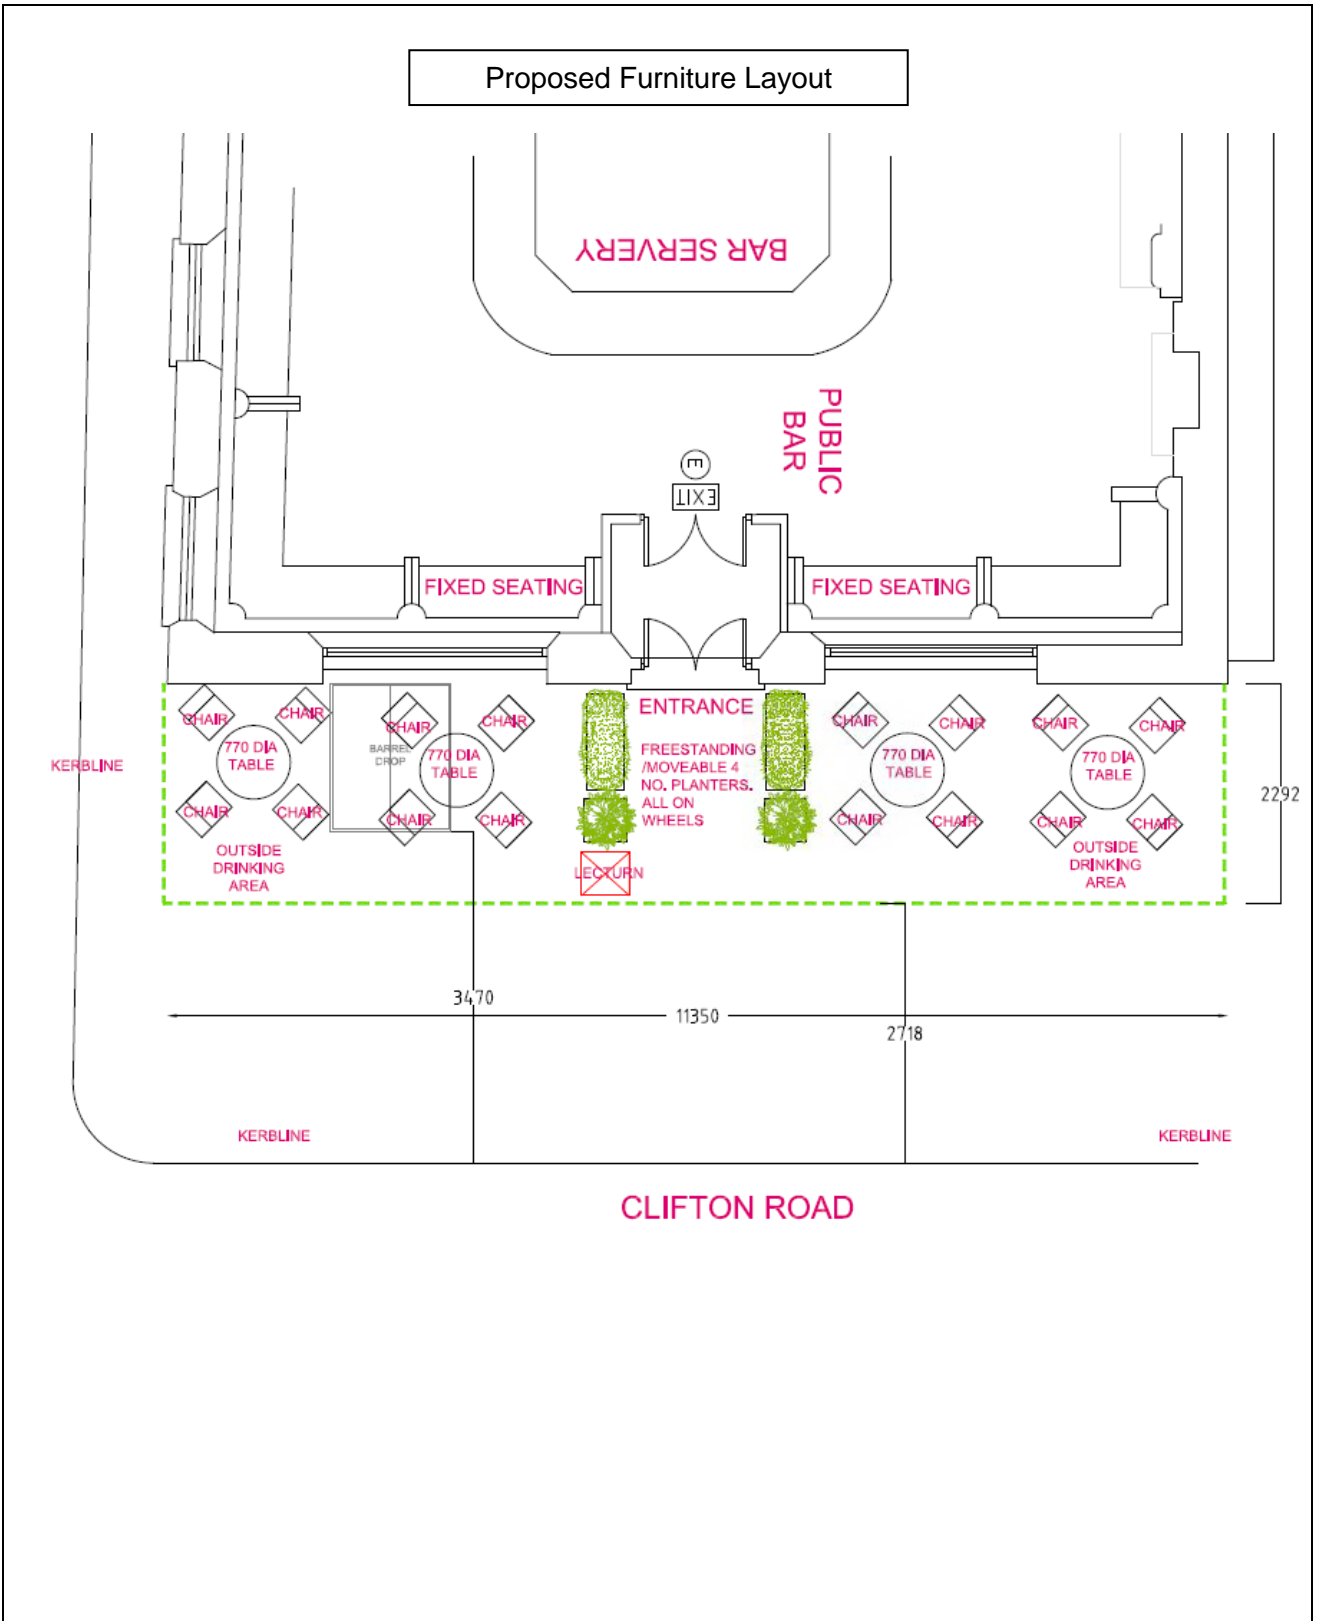 Proposed Furniture Layout
BAR SERVERY
PUBLIC
BAR
E
EXIT
FIXED SEATING
FIXED SEATING
ENTRANCE
CHAIR
CHAIR
CHAIR
CHAIR
CHAIR
CHAIR
CHAIR
CHAIR
770 DIA
TABLE
BARREL
DROP
770 DIA
TABLE
FREESTANDING
/MOVEABLE 4
NO. PLANTERS.
ALL ON
WHEELS
770 DIA
TABLE
770 DIA
TABLE
KERBLINE
2292
CHAIR
CHAIR
CHAIR
CHAIR
CHAIR
CHAIR
CHAIR
CHAIR
OUTSIDE
DRINKING
AREA
LECTURN
OUTSIDE
DRINKING
AREA
3470
11350
2718
KERBLINE
KERBLINE
CLIFTON ROAD